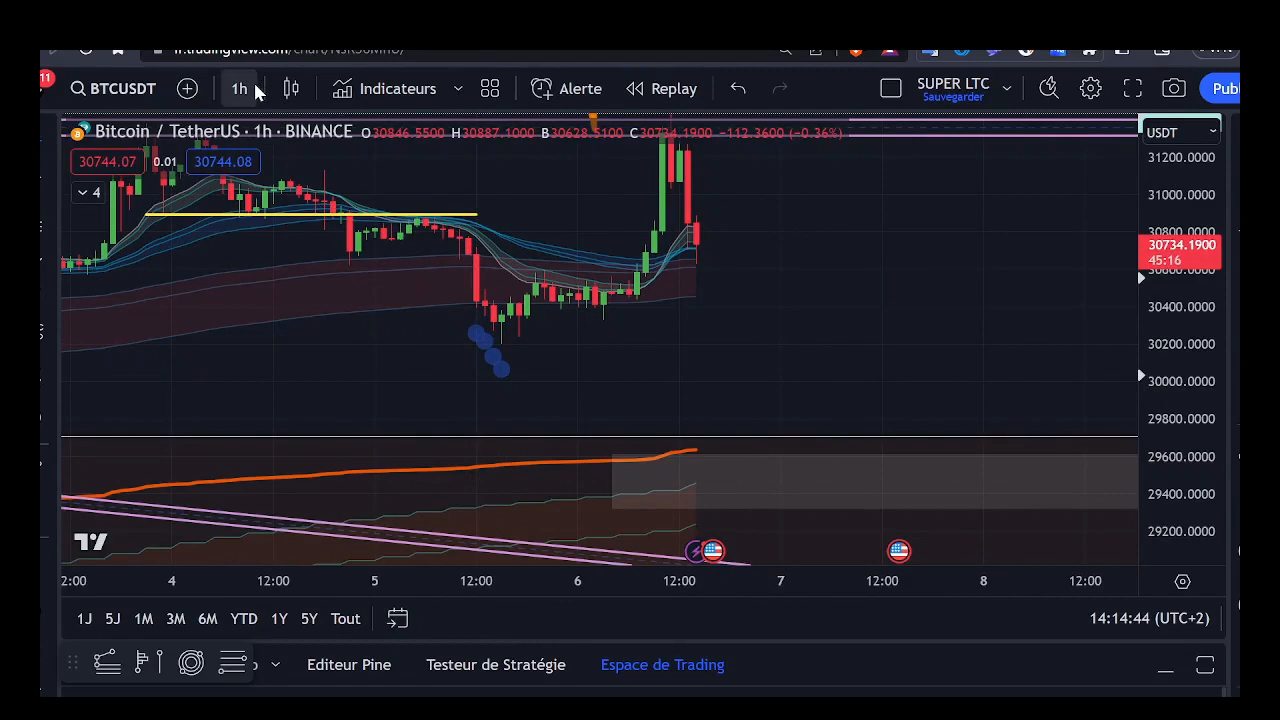 11
BTCUSDT
1h
Indicateurs
Alerte
Replay
SUPER LTC
Sauvegarder
Publ
Bitcoin / TetherUS · 1h · BINANCE O30846.5500 H30887.1000 B30628.5100 C30734.1900 −112.3600 (−0.36%)
USDT
30744.07 0.01 30744.08
4
31200.0000
31000.0000
30800.0000
30734.1900
45:16
30600.0000
30400.0000
30200.0000
30000.0000
29800.0000
29600.0000
29400.0000
29200.0000
2:00 4 12:00 5 12:00 6 12:00 7 12:00 8 12:00
1J 5J 1M 3M 6M YTD 1Y 5Y Tout
14:14:44 (UTC+2)
Editeur Pine Testeur de Stratégie Espace de Trading